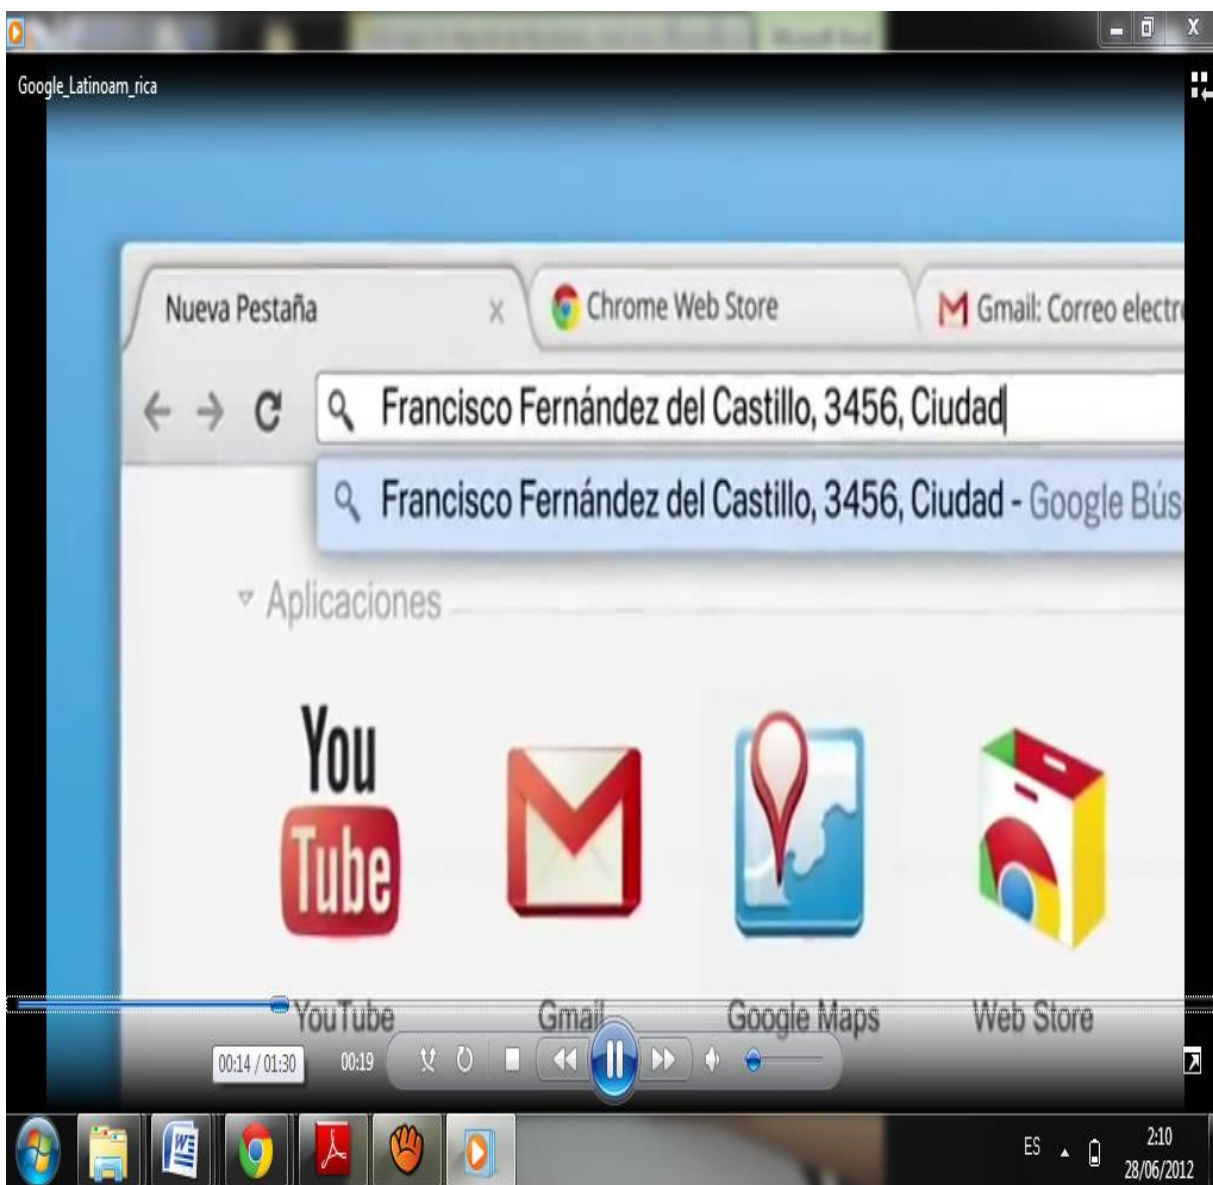 Google_Latinoam_rica
Nueva Pestaña
Chrome Web Store
Gmail: Correo electr
Francisco Fernández del Castillo, 3456, Ciudad
Francisco Fernández del Castillo, 3456, Ciudad - Google Bús
Aplicaciones
You
Tube
YouTube
Gmail
Google Maps
Web Store
00:14 / 01:30
00:19
ES
2:10
28/06/2012